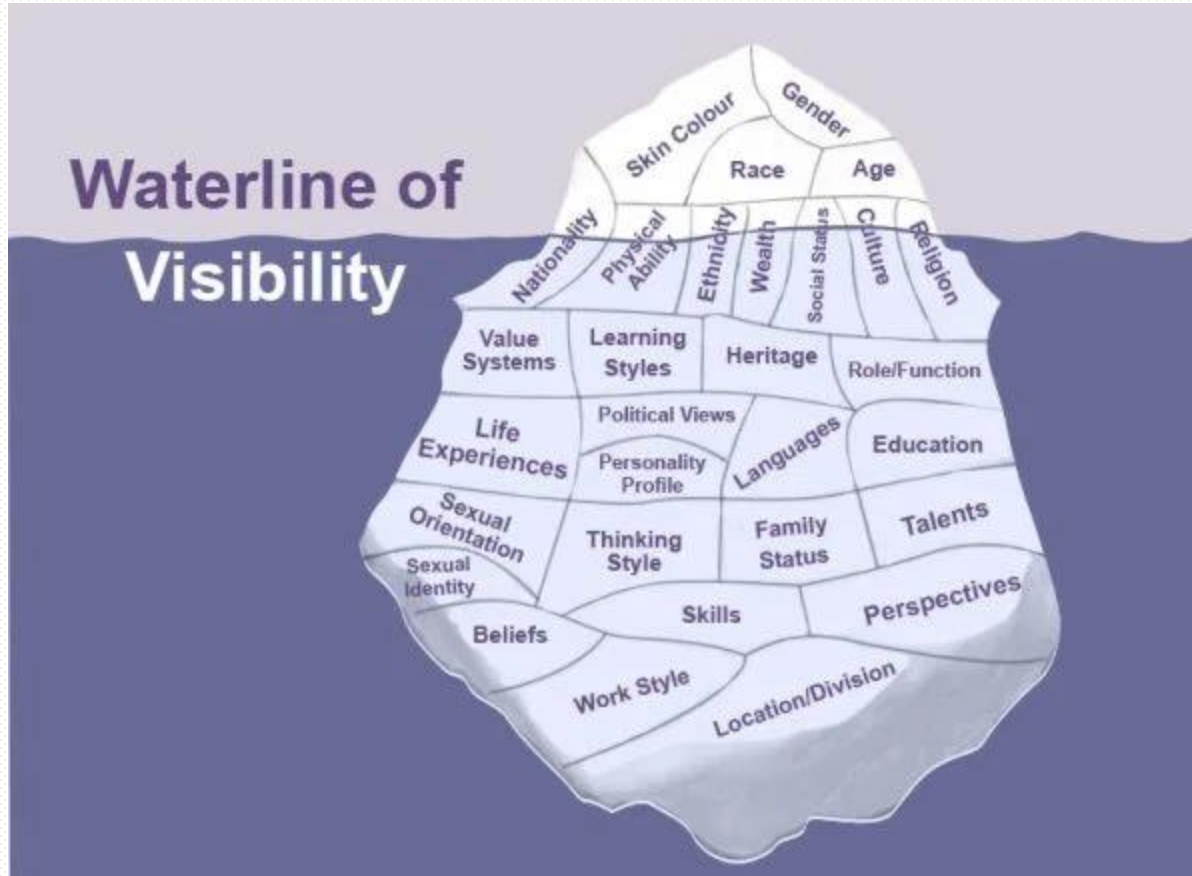 Waterline of
Visibility
Skin Colour
Gender
Race
Age
Nationality
Physical
Ability
Ethnicity
Wealth
Social Status
Culture
Religion
Value
Systems
Learning
Styles
Heritage
Role/Function
Life
Experiences
Political Views
Personality
Profile
Languages
Education
Sexual
Orientation
Sexual
Identity
Thinking
Style
Family
Status
Talents
Beliefs
Skills
Perspectives
Work Style
Location/Division